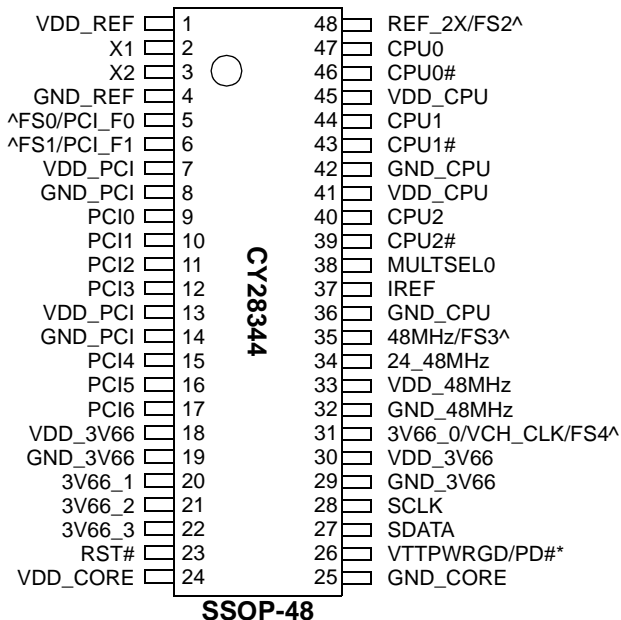 VDD_REF 1 48 REF_2X/FS2^
X1 2 47 CPU0
X2 3 46 CPU0#
GND_REF 4 45 VDD_CPU
^FS0/PCI_F0 5 44 CPU1
^FS1/PCI_F1 6 43 CPU1#
VDD_PCI 7 42 GND_CPU
GND_PCI 8 41 VDD_CPU
PCI0 9 40 CPU2
PCI1 10 39 CPU2#
PCI2 11 38 MULTSEL0
PCI3 12 37 IREF
VDD_PCI 13 36 GND_CPU
GND_PCI 14 35 48MHz/FS3^
PCI4 15 34 24_48MHz
PCI5 16 33 VDD_48MHz
PCI6 17 32 GND_48MHz
VDD_3V66 18 31 3V66_0/VCH_CLK/FS4^
GND_3V66 19 30 VDD_3V66
3V66_1 20 29 GND_3V66
3V66_2 21 28 SCLK
3V66_3 22 27 SDATA
RST# 23 26 VTTPWRGD/PD#*
VDD_CORE 24 25 GND_CORE
CY28344
SSOP-48